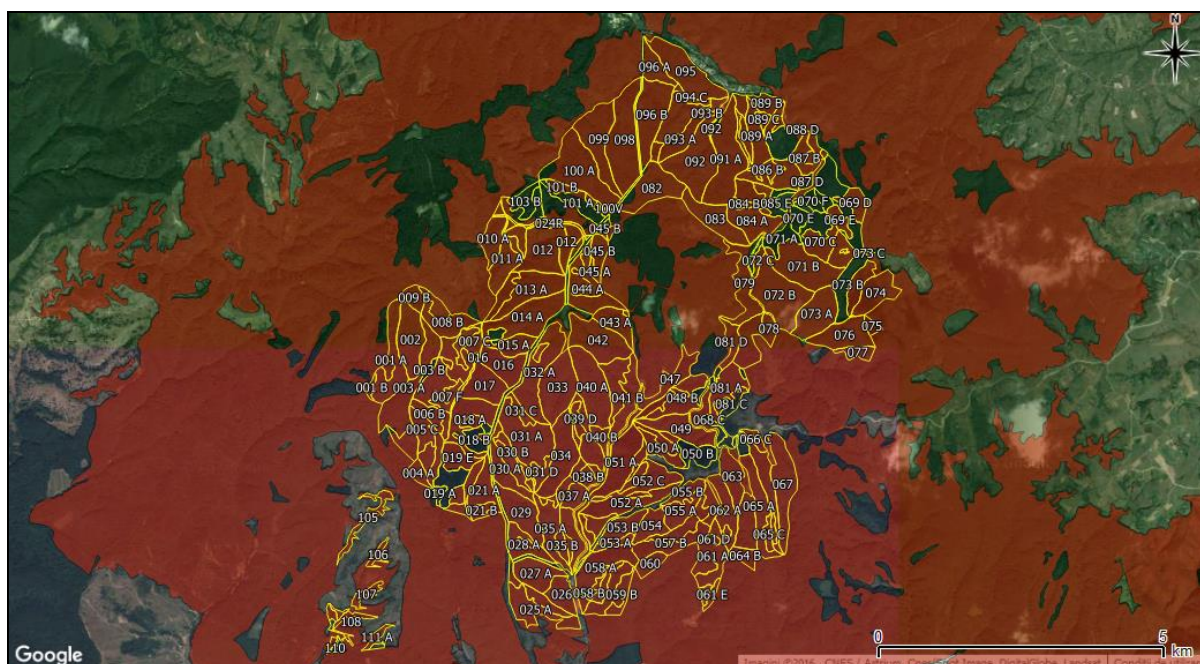 N
096 A
095
094 C
089 B
096 B
093 B
092
089 C
088 D
099
098
093 A
089 A
092
091 A
087 B
100 A
086 B
087 D
101 B
082
103 B
101 A
100V
084 B
085 E
070 F
069 D
024R
045 B
083
084 A
070 E
069 E
010 A
012
012
045 B
071 A
070 C
011 A
072 C
073 C
045 A
071 B
013 A
044 A
079
073 B
009 B
072 B
074
014 A
043 A
073 A
008 B
078
075
002
007 C
015 A
042
081 D
076
001 A
016
077
003 B
016
032 A
047
001 B
003 A
017
033
040 A
081 A
007 F
041 B
048 B
081 C
006 B
018 A
031 C
039 D
068 C
005 C
018 B
031 A
040 B
049
066 C
019 E
030 B
034
051 A
050 A
050 B
004 A
030 A
031 D
038 B
052 C
063
067
019 A
021 A
037 A
052 A
055 B
021 B
029
055 A
062 A
065 A
105
035 A
053 B
054
065 C
028 A
035 B
053 A
057 B
061 D
106
061 A
064 B
027 A
058 A
060
107
026
058 B
059 B
061 E
025 A
108
111 A
110
0
5
km
Google